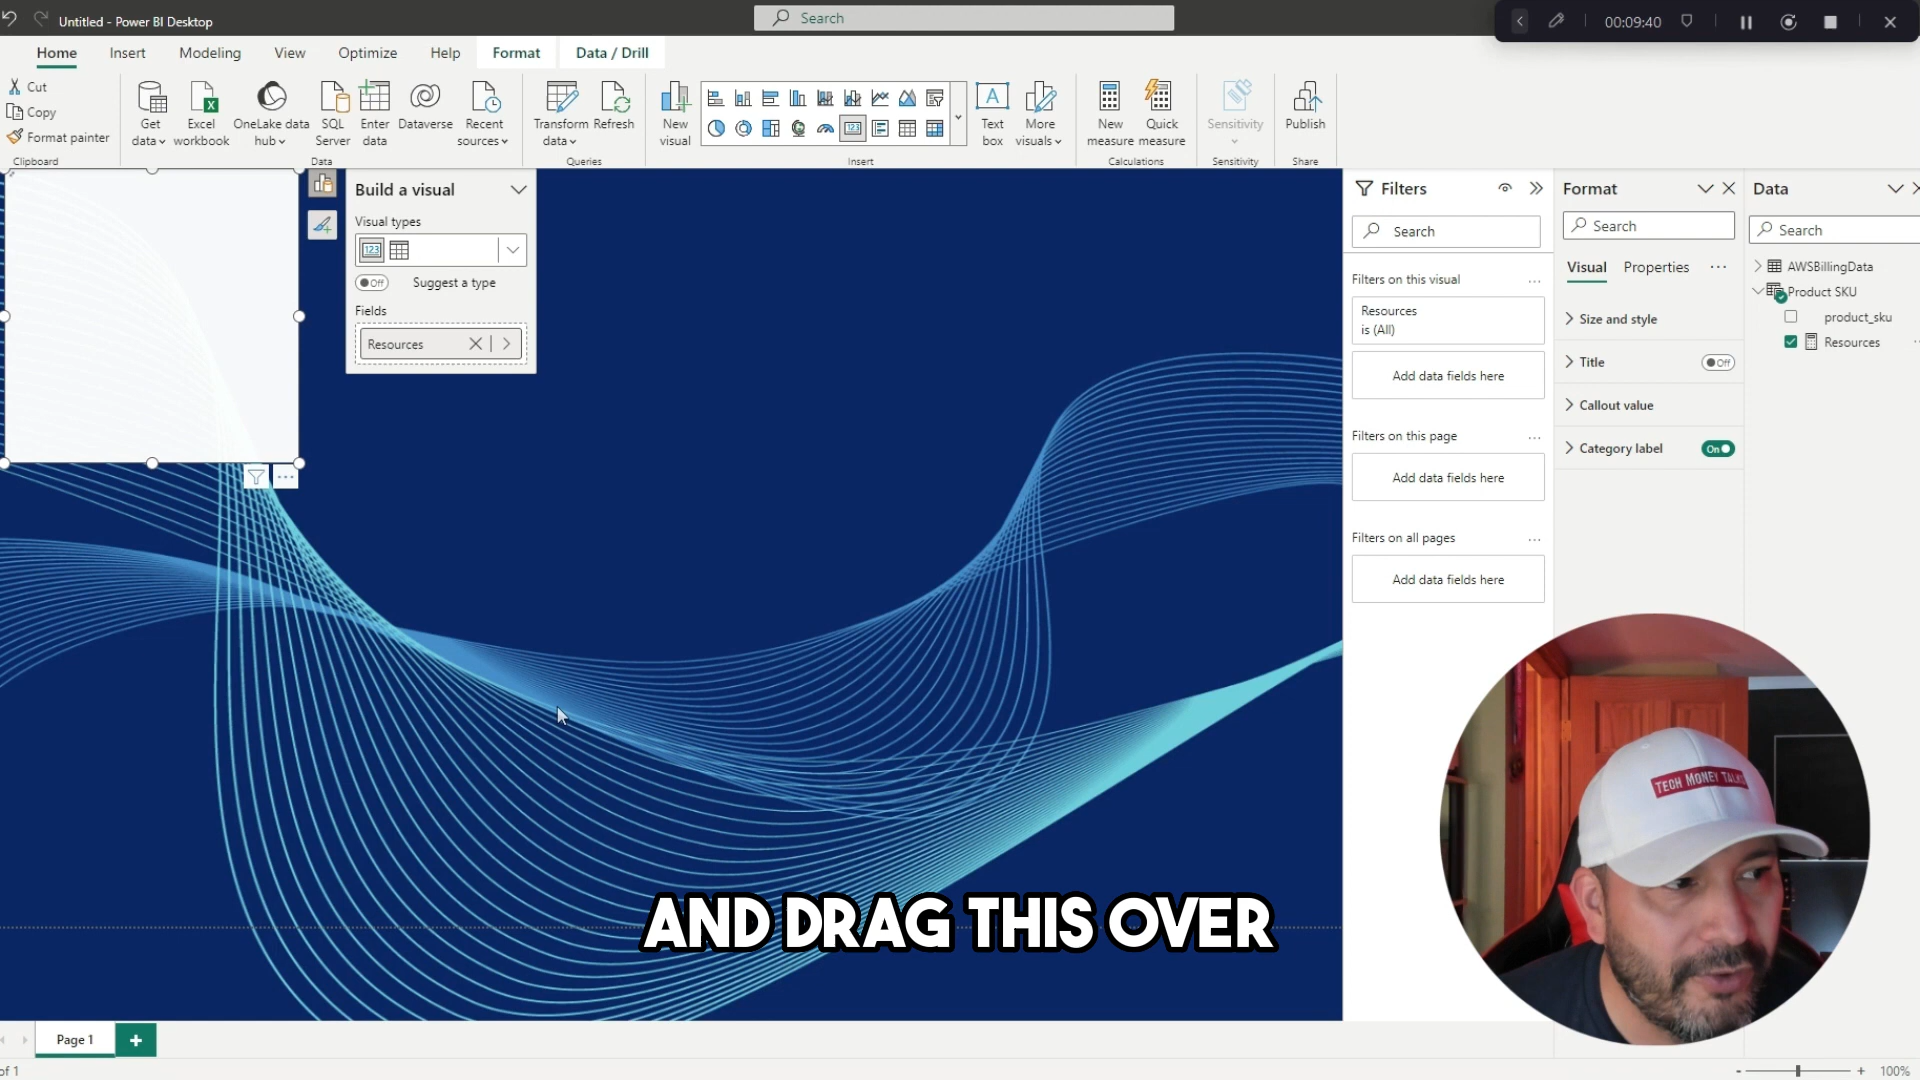 Untitled - Power BI Desktop
Search
00:09:40
Home
Insert
Modeling
View
Optimize
Help
Format
Data / Drill
Cut
Copy
Format painter
Clipboard
Get data
Excel workbook
OneLake data hub
SQL Server
Enter data
Dataverse
Recent sources
Data
Transform data
Refresh
Queries
New visual
123
Insert
A
Text box
More visuals
New measure
Quick measure
Calculations
Sensitivity
Sensitivity
Publish
Share
Build a visual
Visual types
123
Off
Suggest a type
Fields
Resources
Filters
Search
Filters on this visual
Resources
is (All)
Add data fields here
Filters on this page
Add data fields here
Filters on all pages
Add data fields here
Format
Search
Visual
Properties
Size and style
Title
Off
Callout value
Category label
On
Data
Search
AWSBillingData
Product SKU
product_sku
Resources
TECH MONEY TALKS
AND DRAG THIS OVER
Page 1
of 1
100%